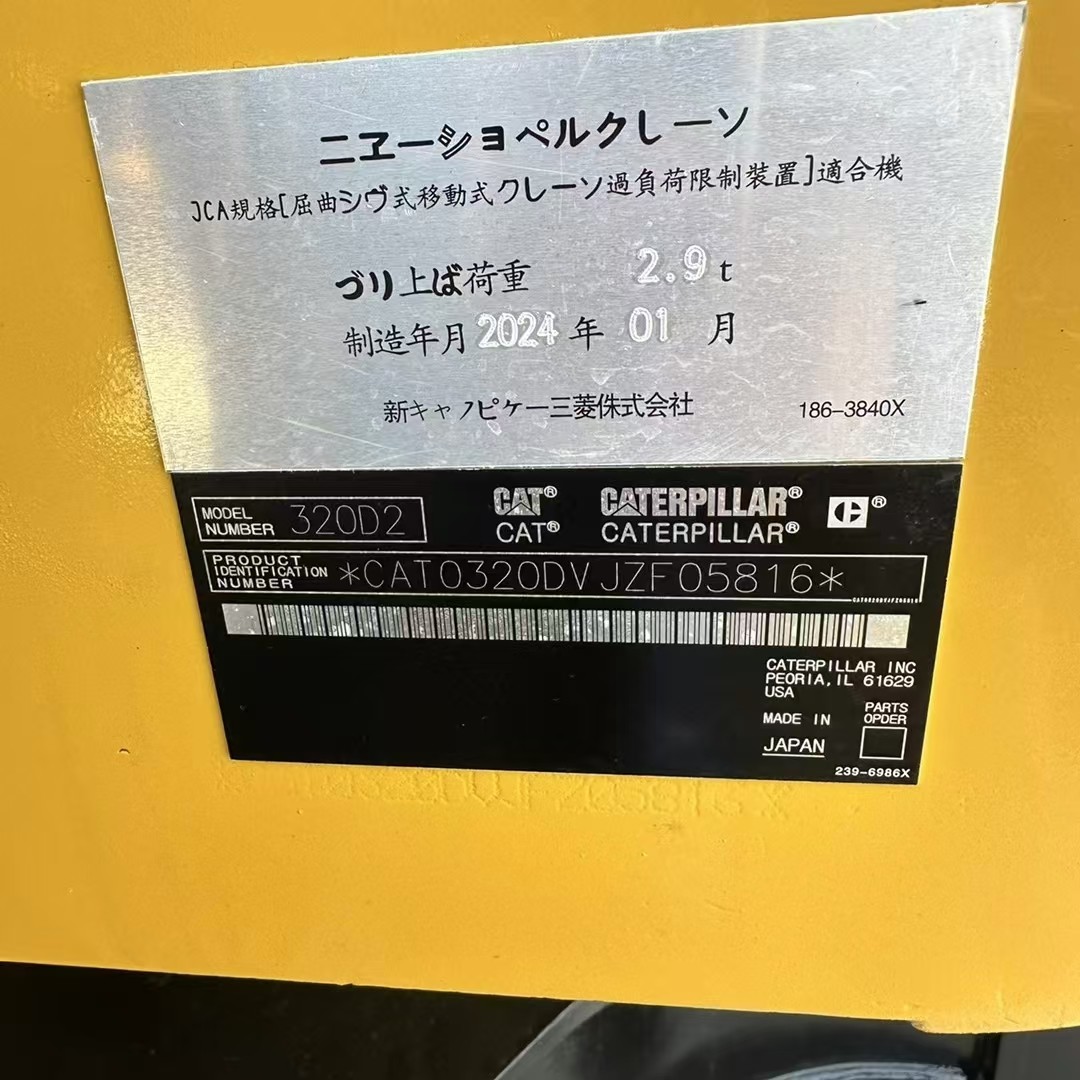 ニヱーショペルクレーソ
JCA規格[屈曲シヴ式移動式クレーソ過負荷限制装置]適合機
づり上ば荷重 2.9 t
制造年月 2024 年 01 月
新キャノピケー三菱侏式会社 186-3840X
MODEL NUMBER 320D2
CAT® CATERPILLAR® C®
CAT® CATERPILLAR®
PRODUCT IDENTIFICATION NUMBER *CAT0320DVJZF05816*
CATERPILLAR INC
PEORIA, IL 61629
USA
MADE IN JAPAN
PARTS OPDER
239-6986X